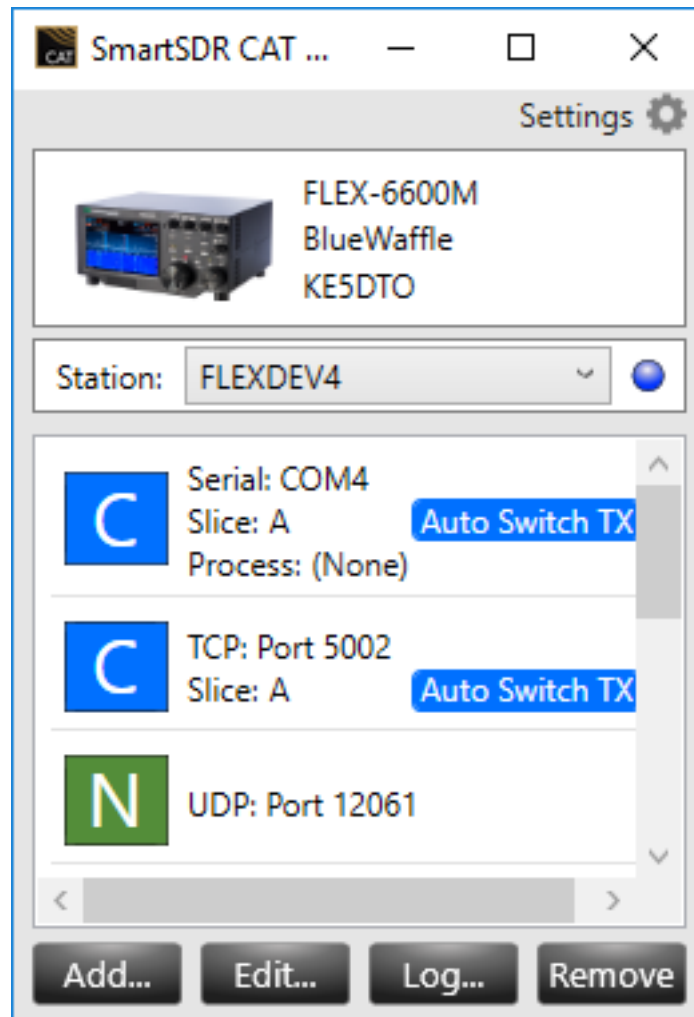 CAT SmartSDR CAT ...
Settings
FLEX-6600M
BlueWaffle
KE5DTO
Station: FLEXDEV4
C
Serial: COM4
Slice: A Auto Switch TX
Process: (None)
C
TCP: Port 5002
Slice: A Auto Switch TX
N
UDP: Port 12061
Add... Edit... Log... Remove